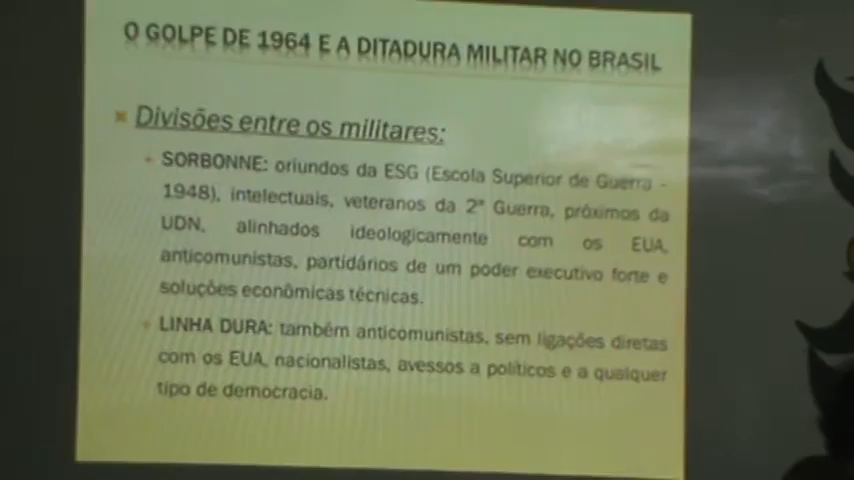 O GOLPE DE 1964 E A DITADURA MILITAR NO BRASIL
Divisões entre os militares:
SORBONNE: oriundos da ESG (Escola Superior de Guerra -
1948), intelectuais, veteranos da 2ª Guerra, próximos da
UDN, alinhados ideologicamente com os EUA,
anticomunistas, partidários de um poder executivo forte e
soluções econômicas técnicas.
LINHA DURA: também anticomunistas, sem ligações diretas
com os EUA, nacionalistas, avessos a políticos e a qualquer
tipo de democracia.